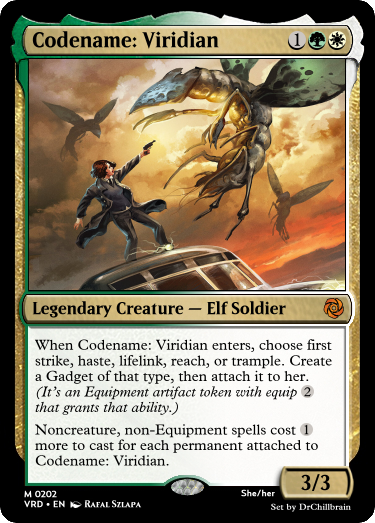 Codename: Viridian 1
Legendary Creature — Elf Soldier
When Codename: Viridian enters, choose first
strike, haste, lifelink, reach, or trample. Create
a Gadget of that type, then attach it to her.
(It's an Equipment artifact token with equip 2
that grants that ability.)
Noncreature, non-Equipment spells cost 1
more to cast for each permanent attached to
Codename: Viridian.
3/3
M 0202
VRD • EN Rafal Szlapa
She/her
Set by DrChillbrain